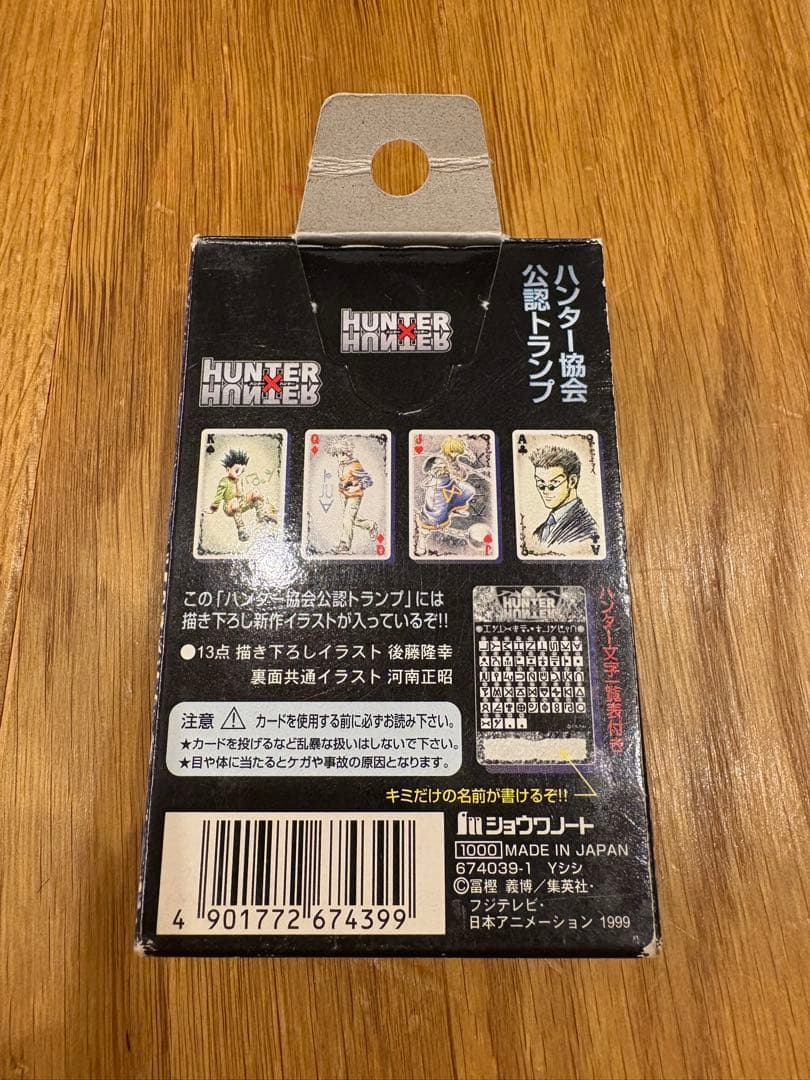 ハンター協会
公認トランプ
HUNTER
×
HUNTER
HUNTER
×
HUNTER
K
Q
Q
J
J
A
A
この「ハンター協会公認トランプ」には
描き下ろし新作イラストが入っているぞ!!
●13点 描き下ろしイラスト 後藤隆幸
裏面共通イラスト 河南正昭
HUNTER
HUNTER
ハンター文字一覧表付き
注意 ⚠ カードを使用する前に必ずお読み下さい。
★カードを投げるなど乱暴な扱いはしないで下さい。
★目や体に当たるとケガや事故の原因となります。
キミだけの名前が書けるぞ!!
ショウワノート
1000 MADE IN JAPAN
674039-1 Yシシ
©冨樫 義博／集英社・
フジテレビ・
日本アニメーション 1999
4 901772 674399